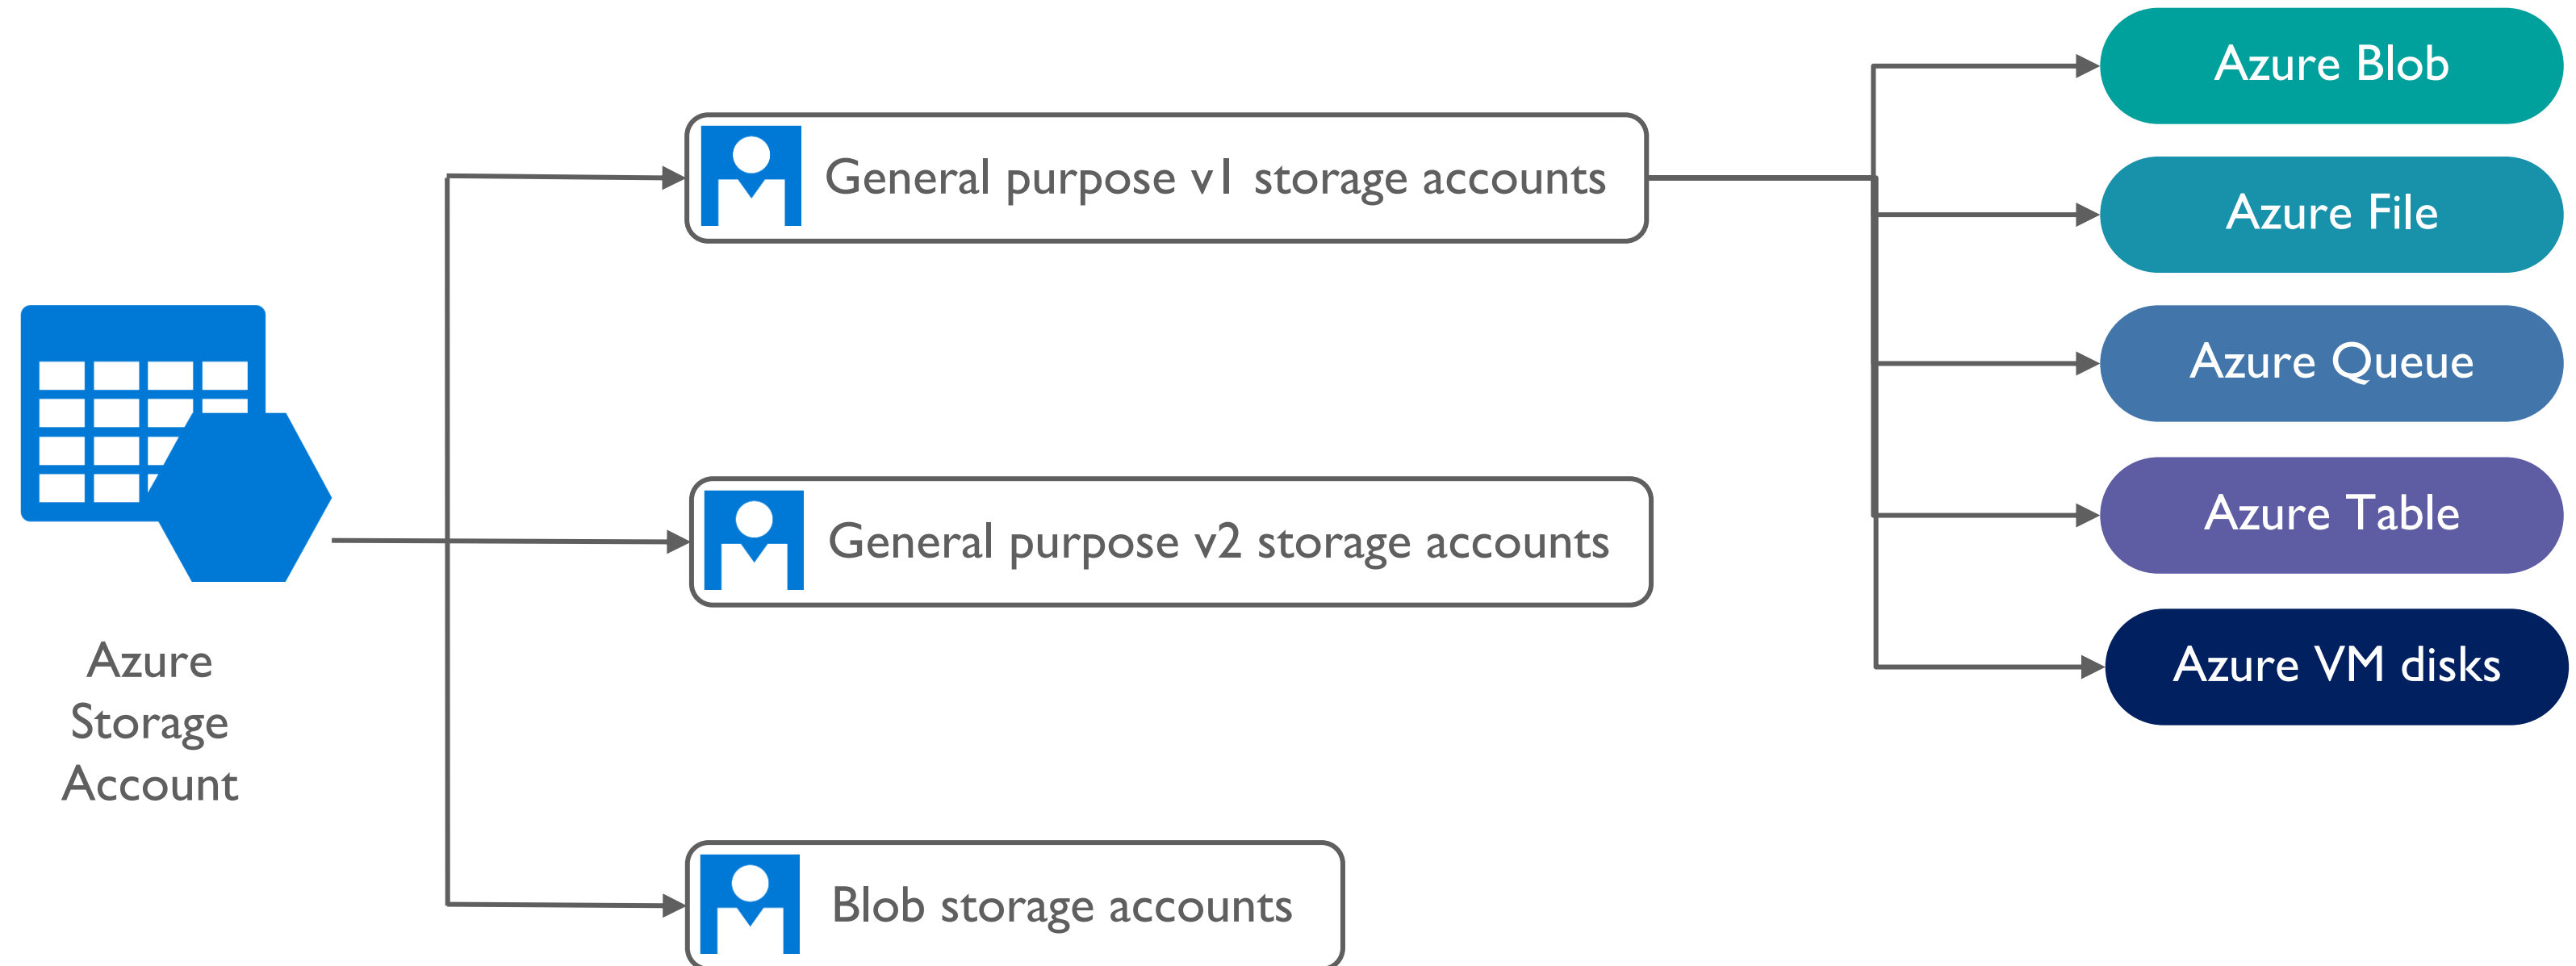 Azure
Storage
Account
General purpose v1 storage accounts
General purpose v2 storage accounts
Blob storage accounts
Azure Blob
Azure File
Azure Queue
Azure Table
Azure VM disks